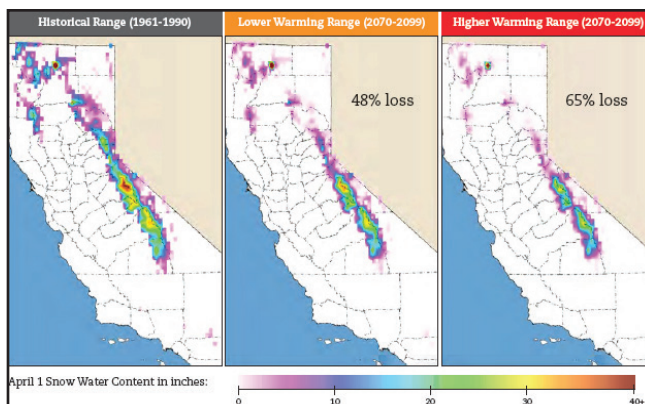 Historical Range (1961-1990)
Lower Warming Range (2070-2099)
Higher Warming Range (2070-2099)
48% loss
65% loss
April 1 Snow Water Content in inches:
0
10
20
30
40+